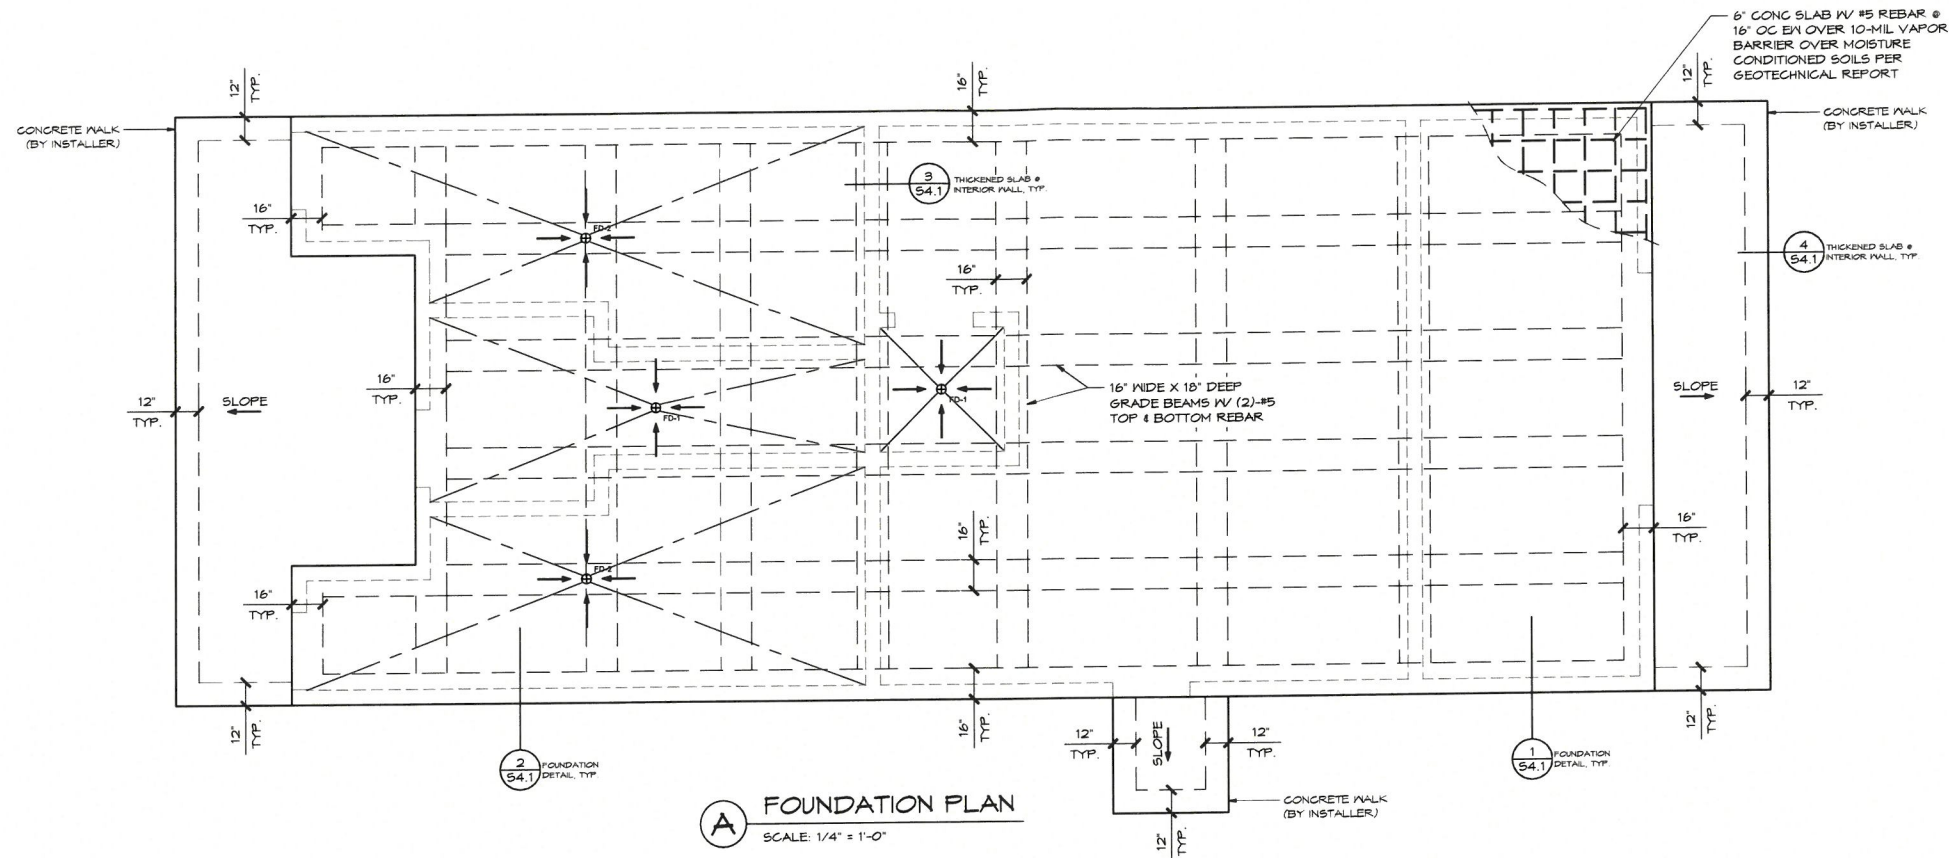 6" CONC SLAB W/ #5 REBAR @
16" OC EW OVER 10-MIL VAPOR
BARRIER OVER MOISTURE
CONDITIONED SOILS PER
GEOTECHNICAL REPORT
12"
TYP.
16"
TYP.
12"
TYP.
CONCRETE WALK
(BY INSTALLER)
CONCRETE WALK
(BY INSTALLER)
3
S4.1
THICKENED SLAB @
INTERIOR WALL, TYP.
16"
TYP.
FD-2
4
S4.1
THICKENED SLAB @
INTERIOR WALL, TYP.
16"
TYP.
16"
TYP.
12"
TYP.
SLOPE
FD-1
FD-1
16" WIDE X 18" DEEP
GRADE BEAMS W/ (2)-#5
TOP & BOTTOM REBAR
SLOPE
12"
TYP.
16"
TYP.
16"
TYP.
FD-2
16"
TYP.
12"
TYP.
16"
TYP.
12"
TYP.
SLOPE
12"
TYP.
12"
TYP.
2
S4.1
FOUNDATION
DETAIL, TYP
1
S4.1
FOUNDATION
DETAIL, TYP.
CONCRETE WALK
(BY INSTALLER)
12"
TYP.
A
FOUNDATION PLAN
SCALE: 1/4" = 1'-0"